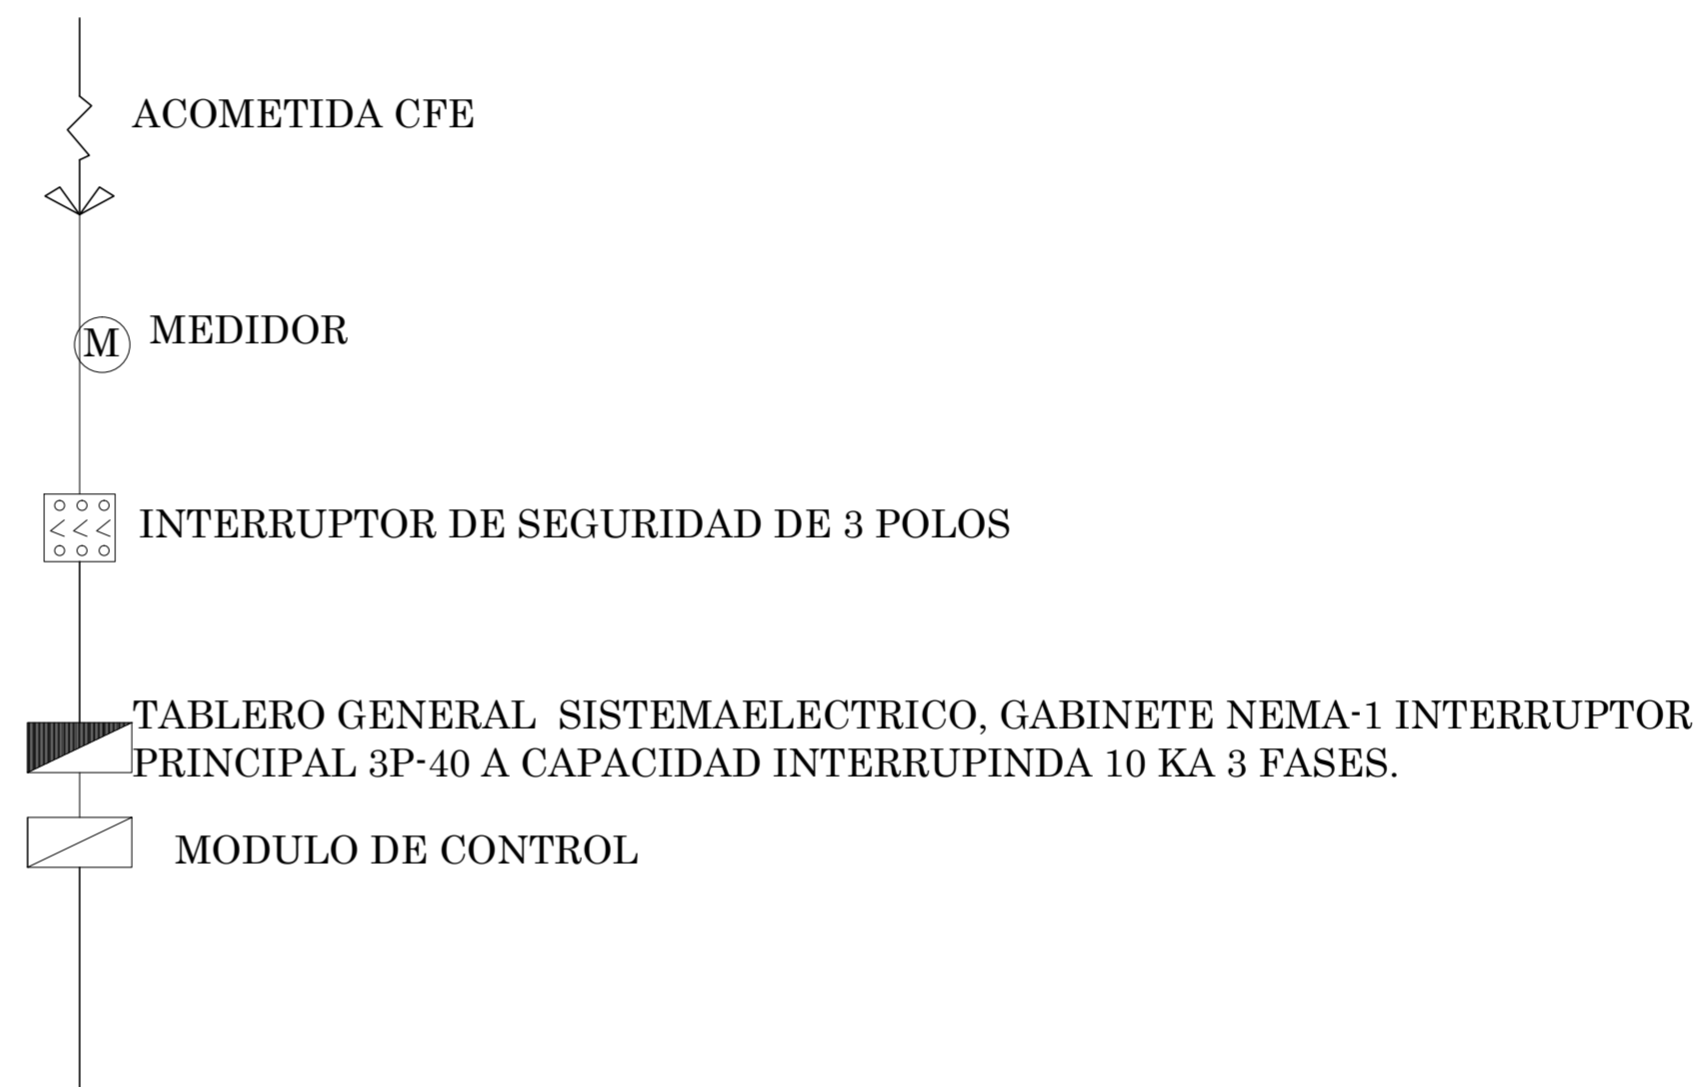 ACOMETIDA CFE
M MEDIDOR
INTERRUPTOR DE SEGURIDAD DE 3 POLOS
TABLERO GENERAL  SISTEMAELECTRICO, GABINETE NEMA-1 INTERRUPTOR
PRINCIPAL 3P-40 A CAPACIDAD INTERRUPINDA 10 KA 3 FASES.
MODULO DE CONTROL